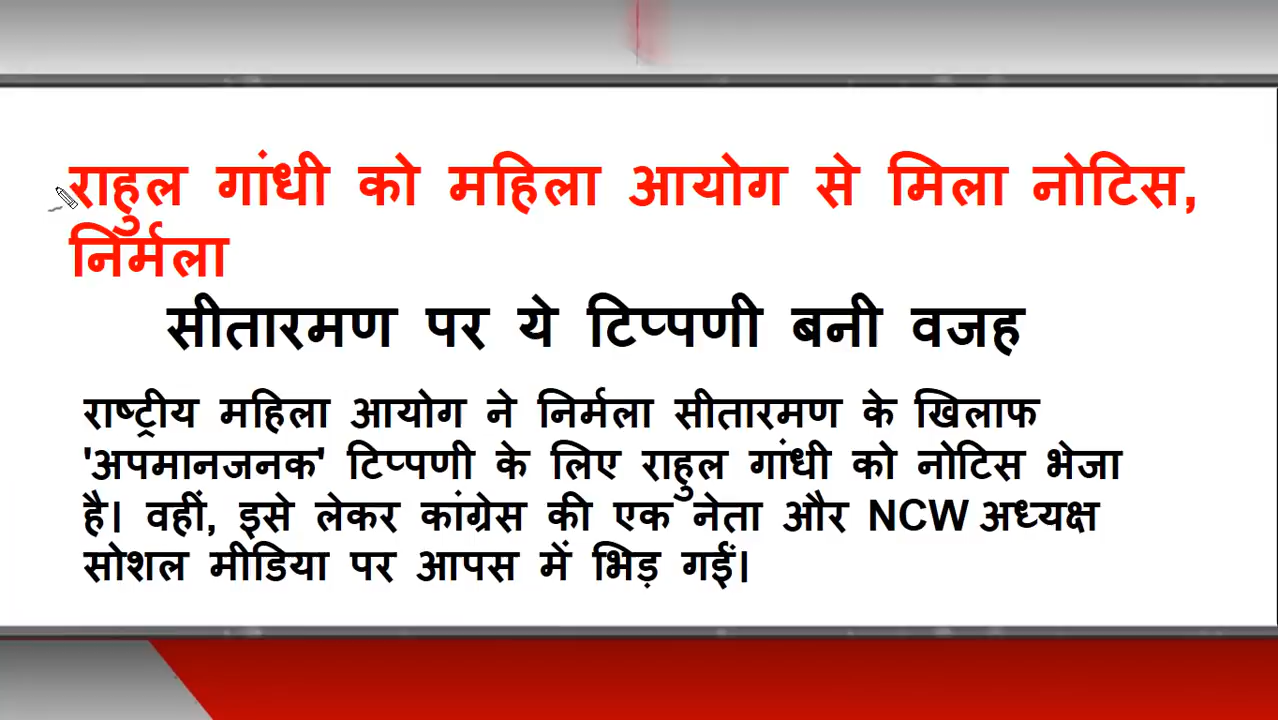 राहुल गांधी को महिला आयोग से मिला नोटिस,
निर्मला
सीतारमण पर ये टिप्पणी बनी वजह
राष्ट्रीय महिला आयोग ने निर्मला सीतारमण के खिलाफ
'अपमानजनक' टिप्पणी के लिए राहुल गांधी को नोटिस भेजा
है। वहीं, इसे लेकर कांग्रेस की एक नेता और NCW अध्यक्ष
सोशल मीडिया पर आपस में भिड़ गईं।